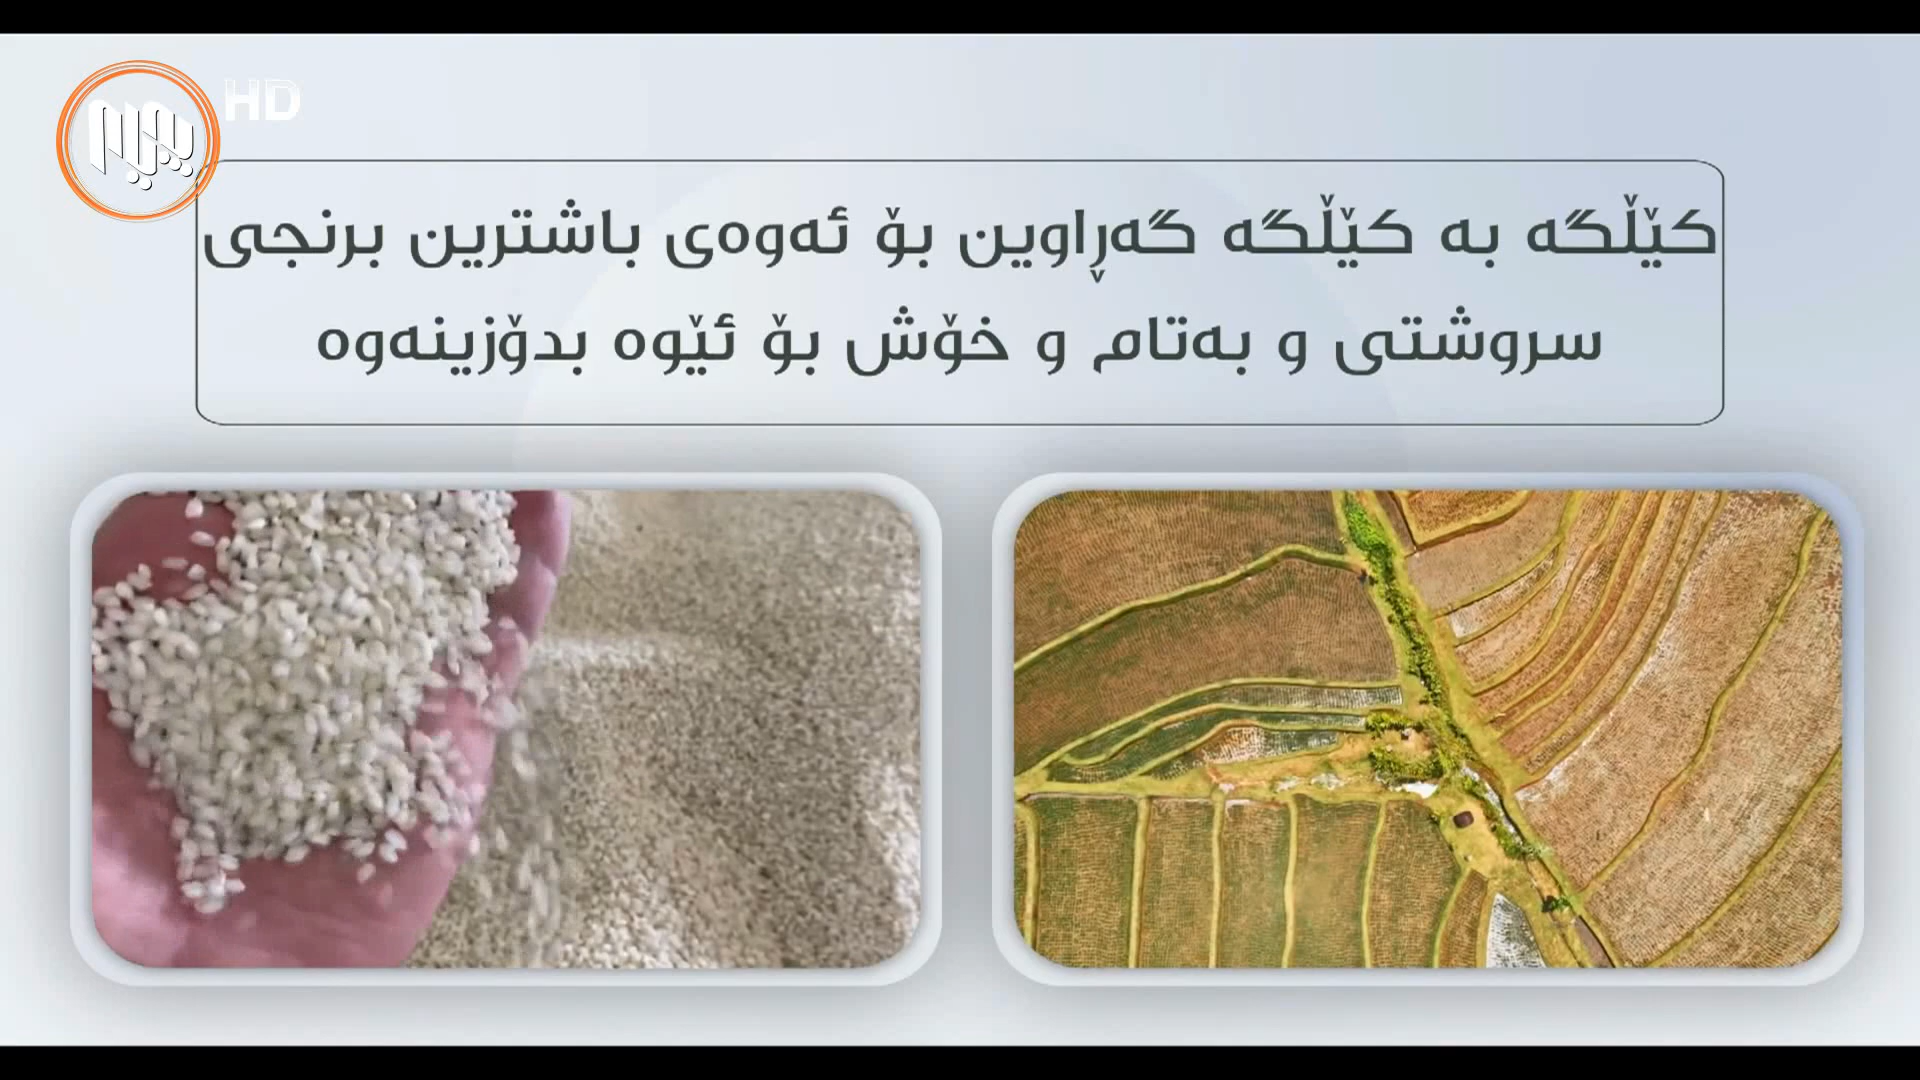 HD
کێڵگە بە کێڵگە گەڕاوین بۆ ئەوەی باشترین برنجی
سروشتی و بەتام و خۆش بۆ ئێوە بدۆزینەوە